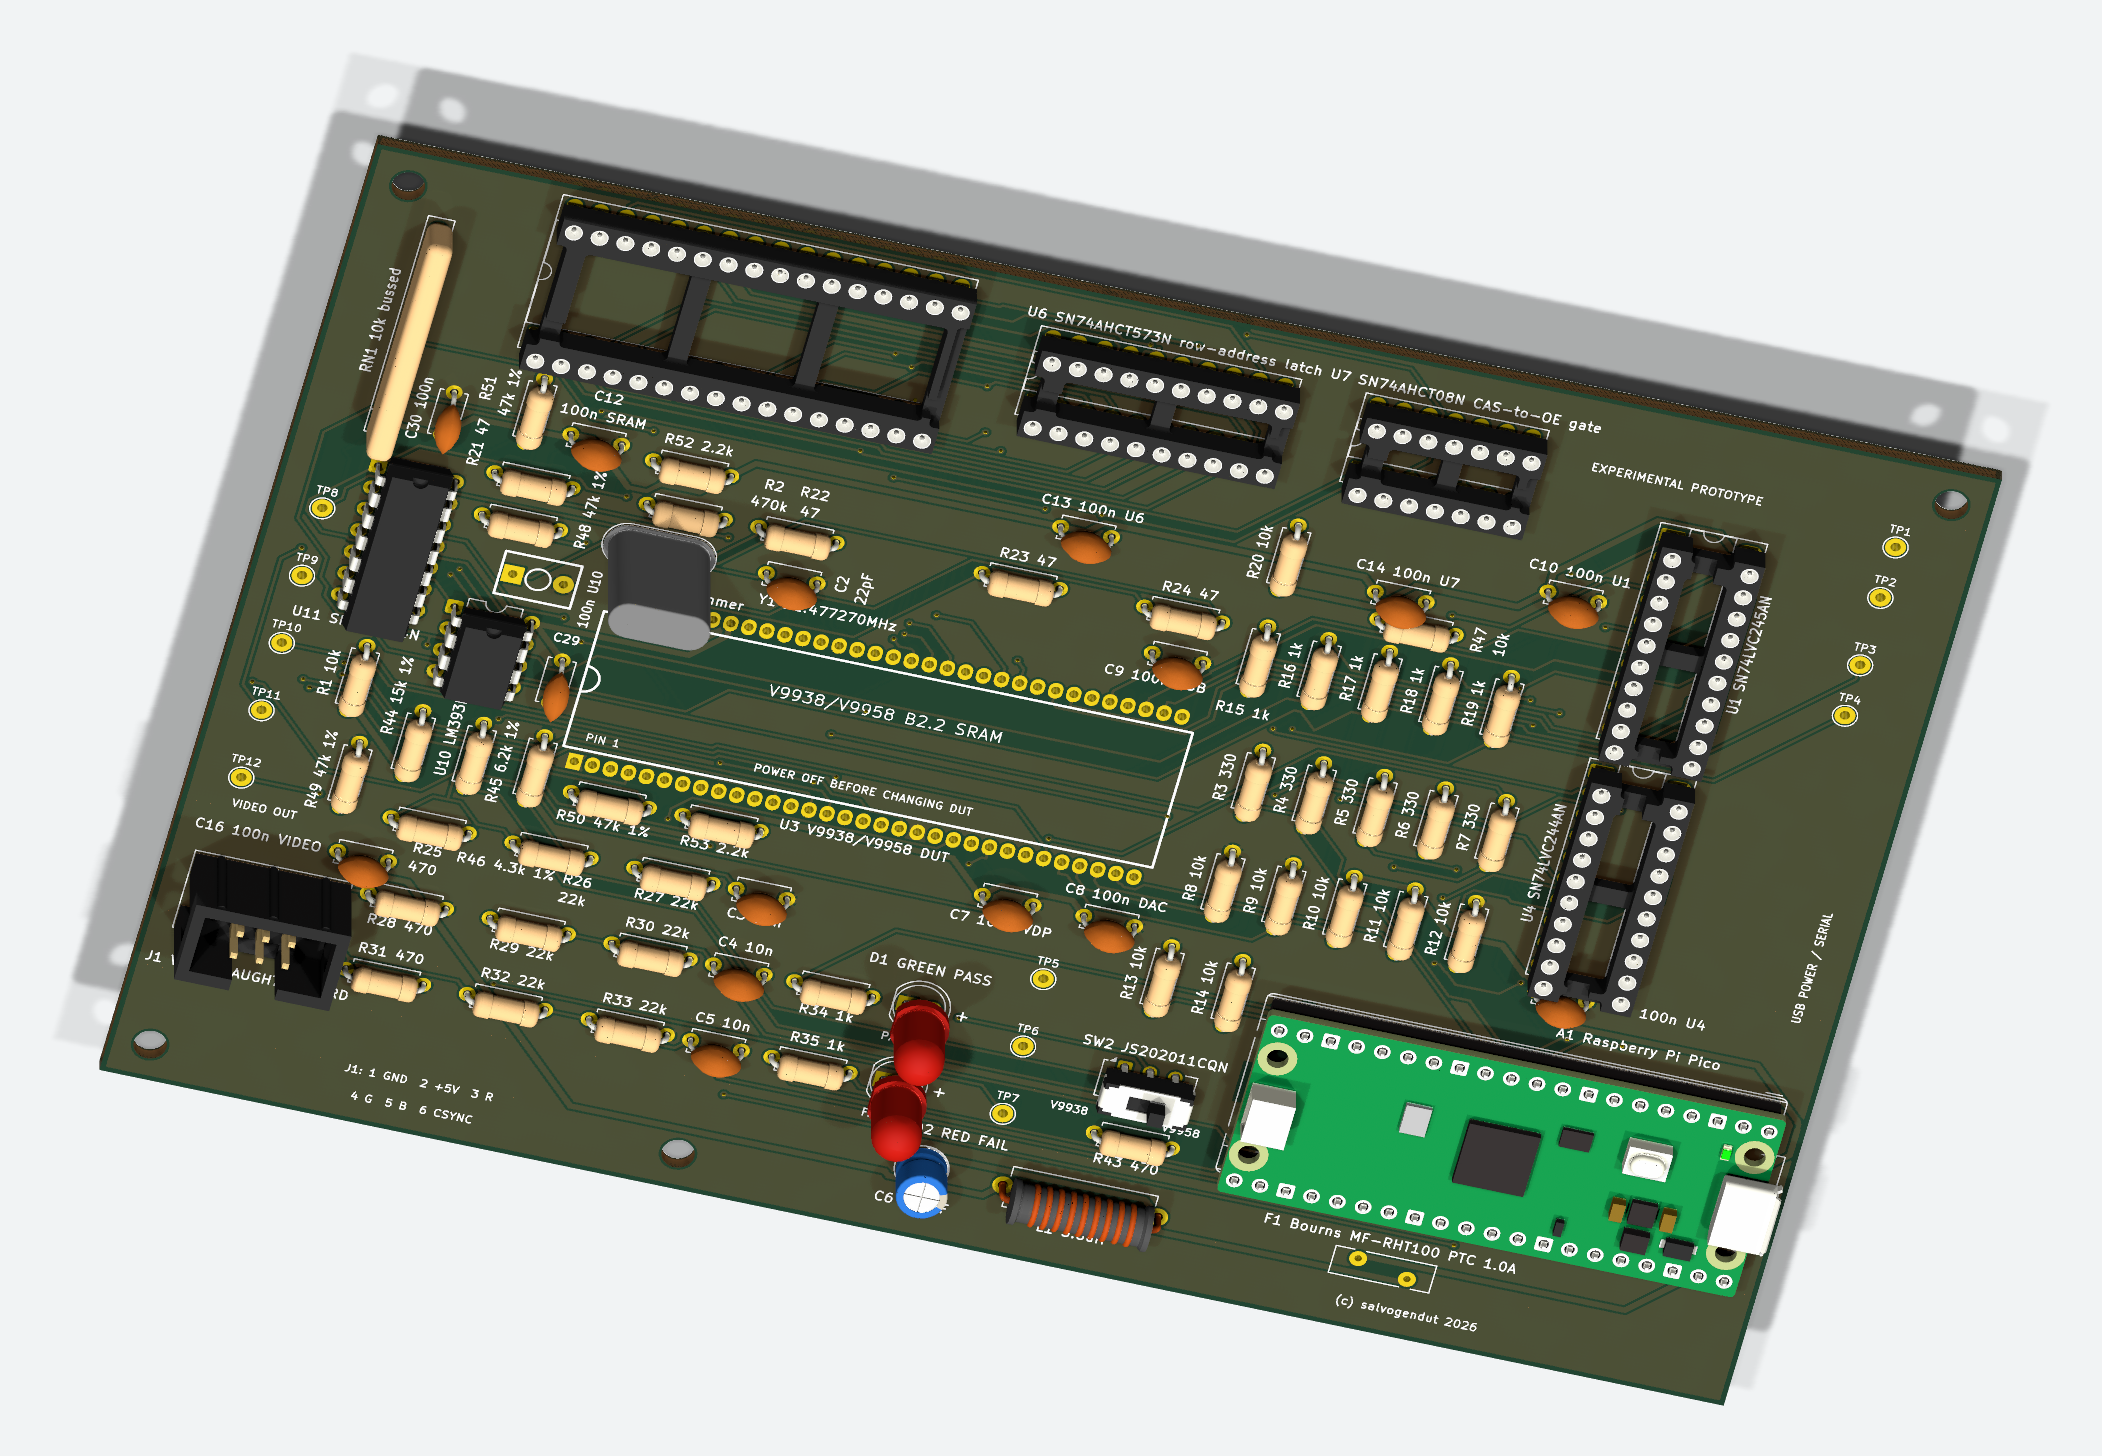 RN1 10k bussed
C30 100n
R51
47k 1%
C12
100n SRAM
R21 47
R52 2.2k
R48 47k 1%
R2 R22
470k 47
U6 SN74AHCT573N row-address latch U7 SN74AHCT08N CAS-to-OE gate
EXPERIMENTAL PROTOTYPE
C13 100n U6
R23 47
R20 10k
C14 100n U7
C10 100n U1
R24 47
R47
10k
U1 SN74LVC245AN
TP1
TP2
TP3
TP4
TP8
TP9
TP10
TP11
TP12
U11
100n U10
C29
C2
22pF
Y1
477270MHz
C9
R15 1k
R16 1k
R17 1k
R18 1k
R19 1k
R1 10k
R44 15k 1%
U10 LM393
R45 6.2k 1%
R49 47k 1%
V9938/V9958 B2.2 SRAM
PIN 1
POWER OFF BEFORE CHANGING DUT
U3 V9938/V9958 DUT
R50 47k 1%
R53 2.2k
R3 330
R4 330
R5 330
R6 330
R7 330
U4 SN74LVC244AN
VIDEO OUT
C16 100n VIDEO
R25
470
R46 4.3k 1%
R26
22k
R27 22k
R28 470
R29 22k
R30 22k
R31 470
R32 22k
R33 22k
C4 10n
C5 10n
R34 1k
R35 1k
C7
VDP
C8 100n DAC
R8 10k
R9 10k
R10 10k
R11 10k
R12 10k
R13 10k
R14 10k
D1 GREEN PASS
+
+
RED FAIL
TP5
TP6
TP7
SW2 JS202011CQN
V9938
V9958
R43 470
C6
100n U4
A1 Raspberry Pi Pico
USB POWER / SERIAL
J1
J1: 1 GND 2 +5V 3 R
4 G 5 B 6 CSYNC
F1 Bourns MF-RHT100 PTC 1.0A
(c) salvogendut 2026